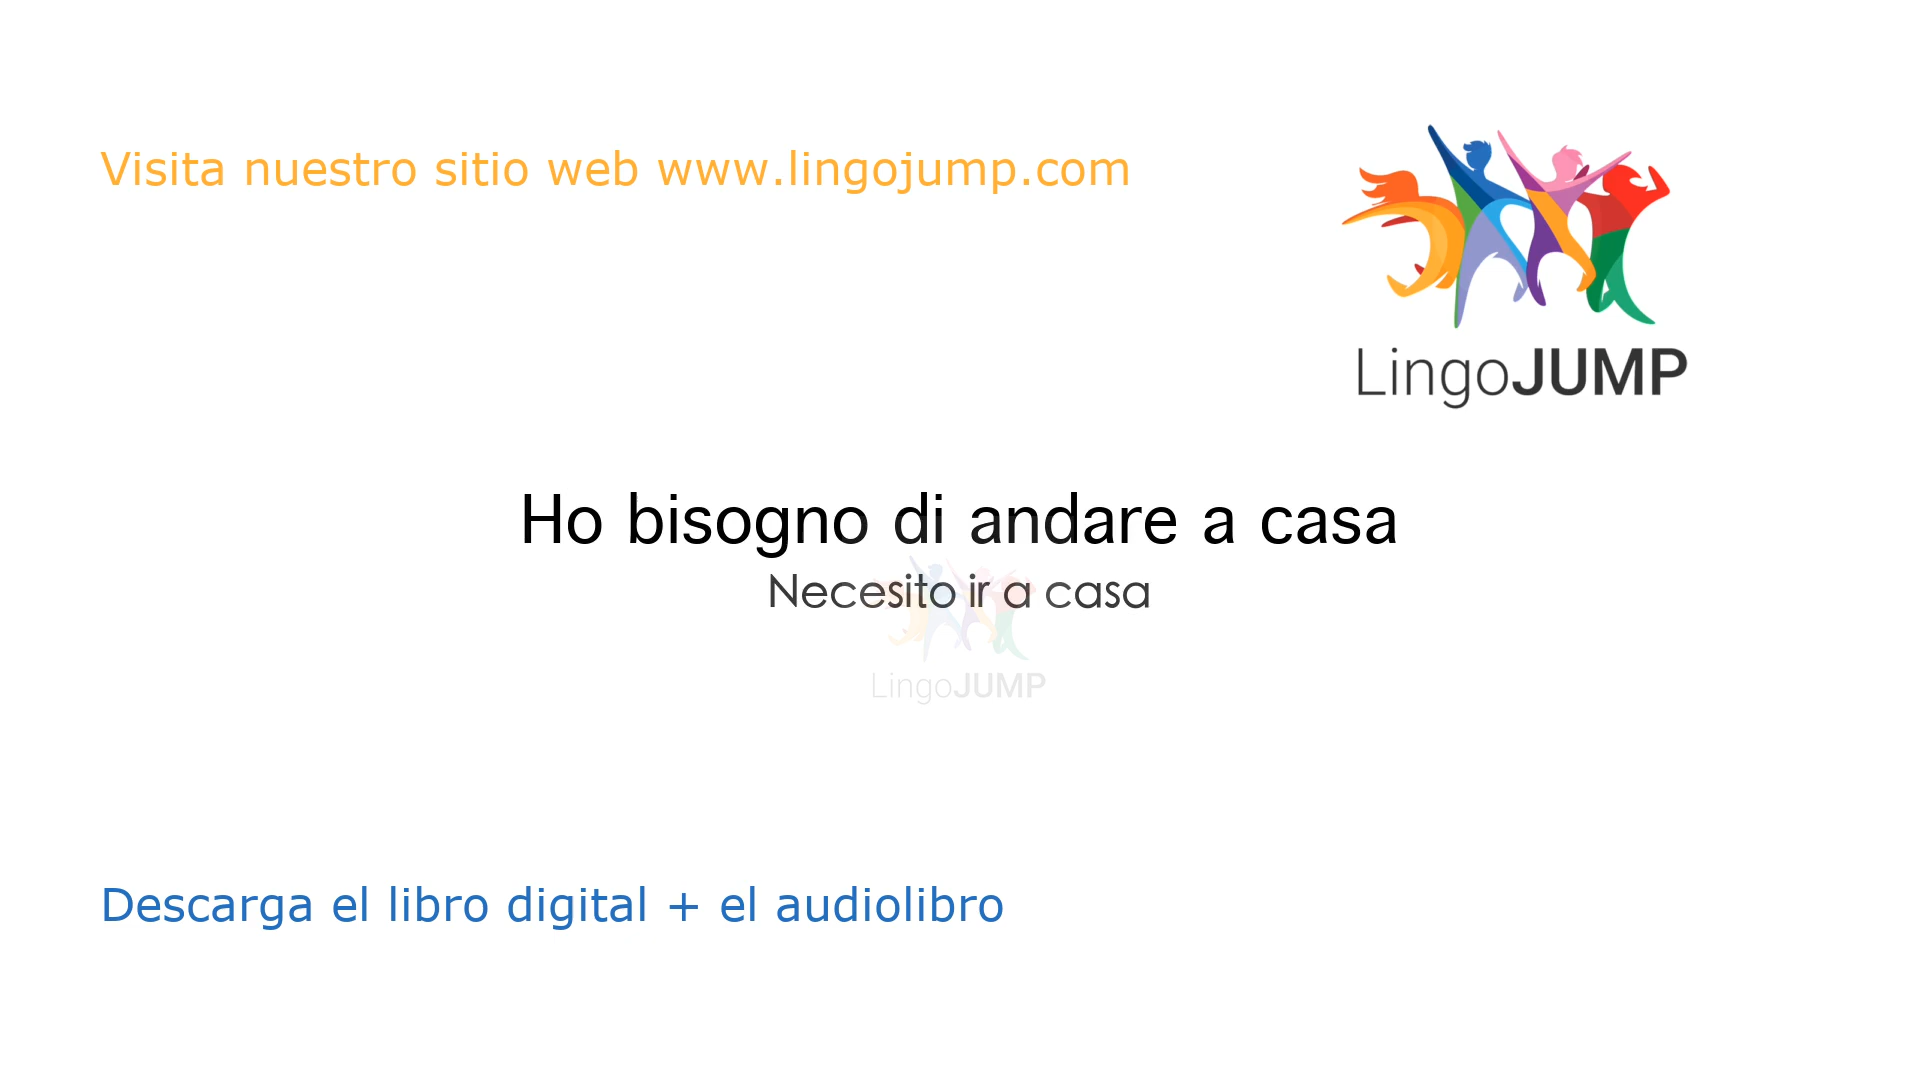 Visita nuestro sitio web www.lingojump.com
LingoJUMP
Ho bisogno di andare a casa
Necesito ir a casa
LingoJUMP
Descarga el libro digital + el audiolibro